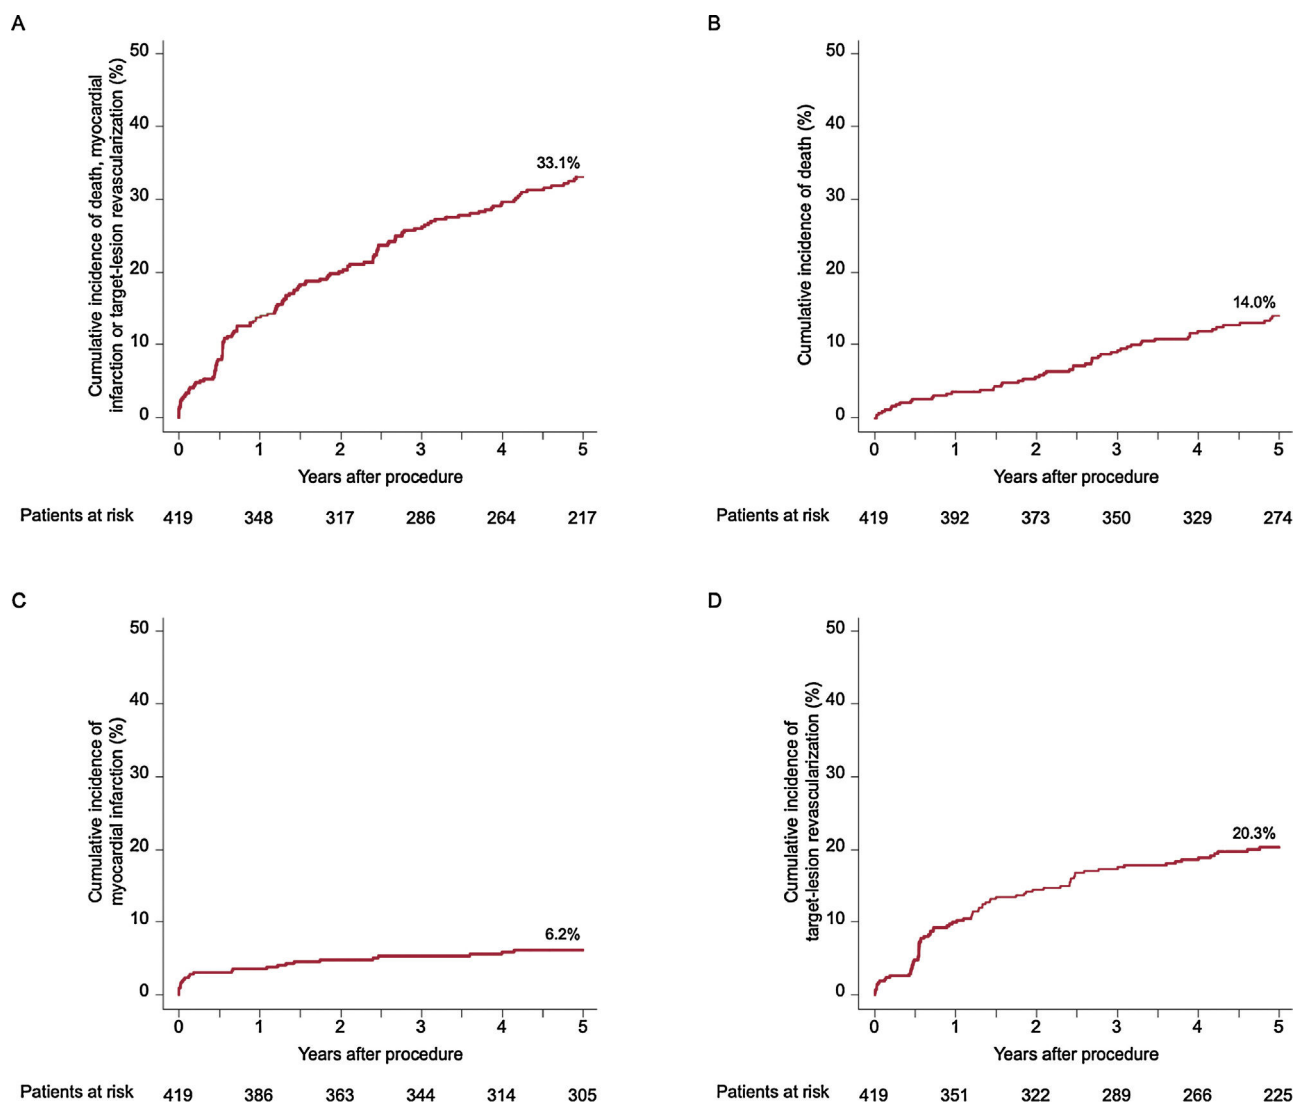 A
Cumulative incidence of death, myocardial
infarction or target-lesion revascularization (%)
50
40
30
20
10
0
33.1%
0 1 2 3 4 5
Years after procedure
Patients at risk 419 348 317 286 264 217
B
Cumulative incidence of death (%)
50
40
30
20
10
0
14.0%
0 1 2 3 4 5
Years after procedure
Patients at risk 419 392 373 350 329 274
C
Cumulative incidence of
myocardial infarction (%)
50
40
30
20
10
0
6.2%
0 1 2 3 4 5
Years after procedure
Patients at risk 419 386 363 344 314 305
D
Cumulative incidence of
target-lesion revascularization (%)
50
40
30
20
10
0
20.3%
0 1 2 3 4 5
Years after procedure
Patients at risk 419 351 322 289 266 225